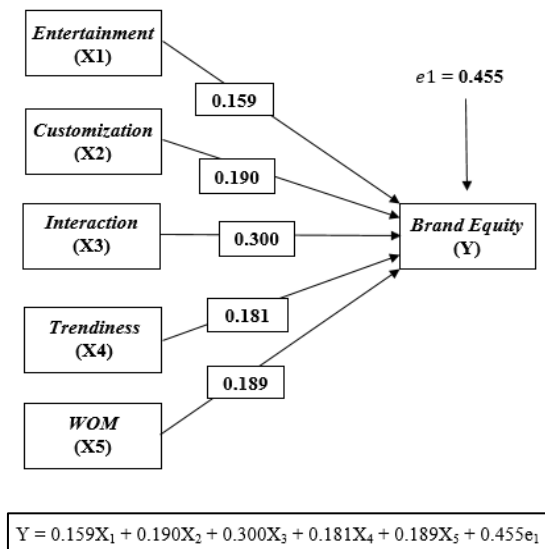 Entertainment
(X1)
0.159
e1 = 0.455
Customization
(X2)
0.190
Interaction
(X3)
0.300
Brand Equity
(Y)
Trendiness
(X4)
0.181
0.189
WOM
(X5)
Y = 0.159X₁ + 0.190X₂ + 0.300X₃ + 0.181X₄ + 0.189X₅ + 0.455e₁